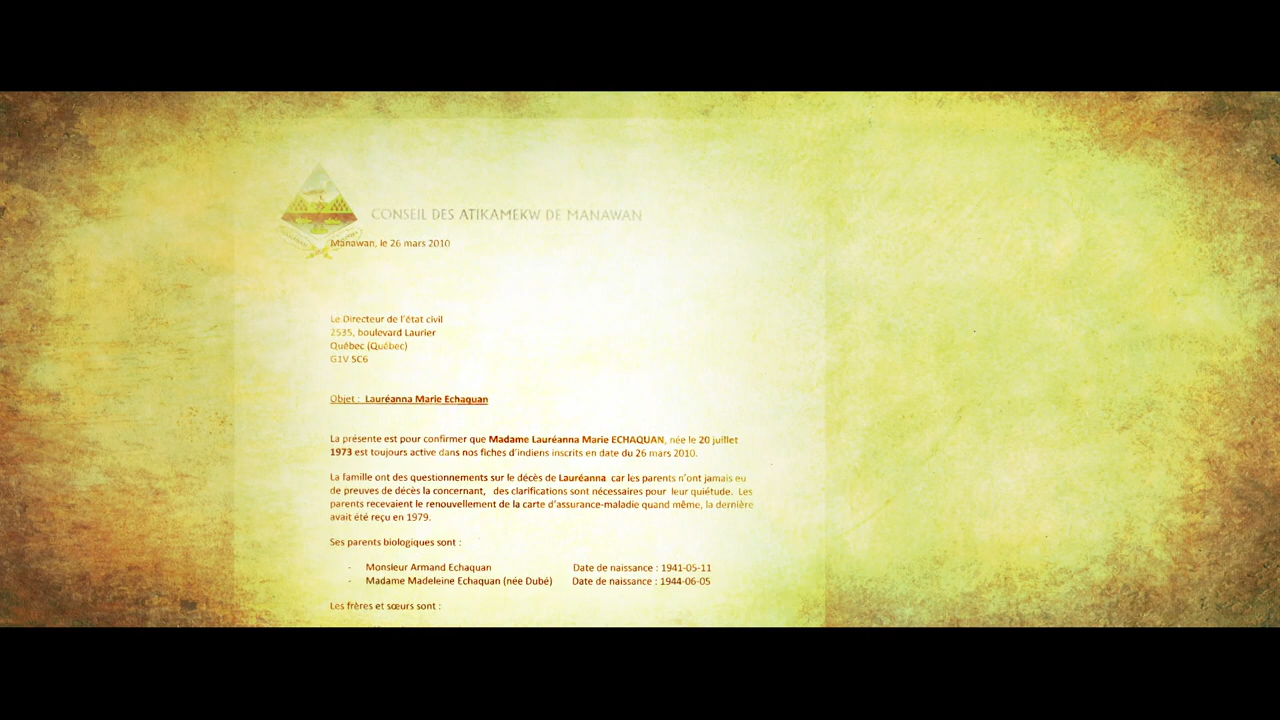 CONSEIL DES ATIKAMEKW DE MANAWAN
Manawan, le 26 mars 2010
Le Directeur de l'état civil
2535, boulevard Laurier
Québec (Québec)
G1V 5C6
Objet : Lauréanna Marie Echaquan
La présente est pour confirmer que Madame Lauréanna Marie ECHAQUAN, née le 20 juillet
1973 est toujours active dans nos fiches d'indiens inscrits en date du 26 mars 2010.
La famille ont des questionnements sur le décès de Lauréanna car les parents n'ont jamais eu
de preuves de décès la concernant, des clarifications sont nécessaires pour leur quiétude. Les
parents recevaient le renouvellement de la carte d'assurance-maladie quand même, la dernière
avait été reçu en 1979.
Ses parents biologiques sont :
- Monsieur Armand Echaquan Date de naissance : 1941-05-11
- Madame Madeleine Echaquan (née Dubé) Date de naissance : 1944-06-05
Les frères et sœurs sont :